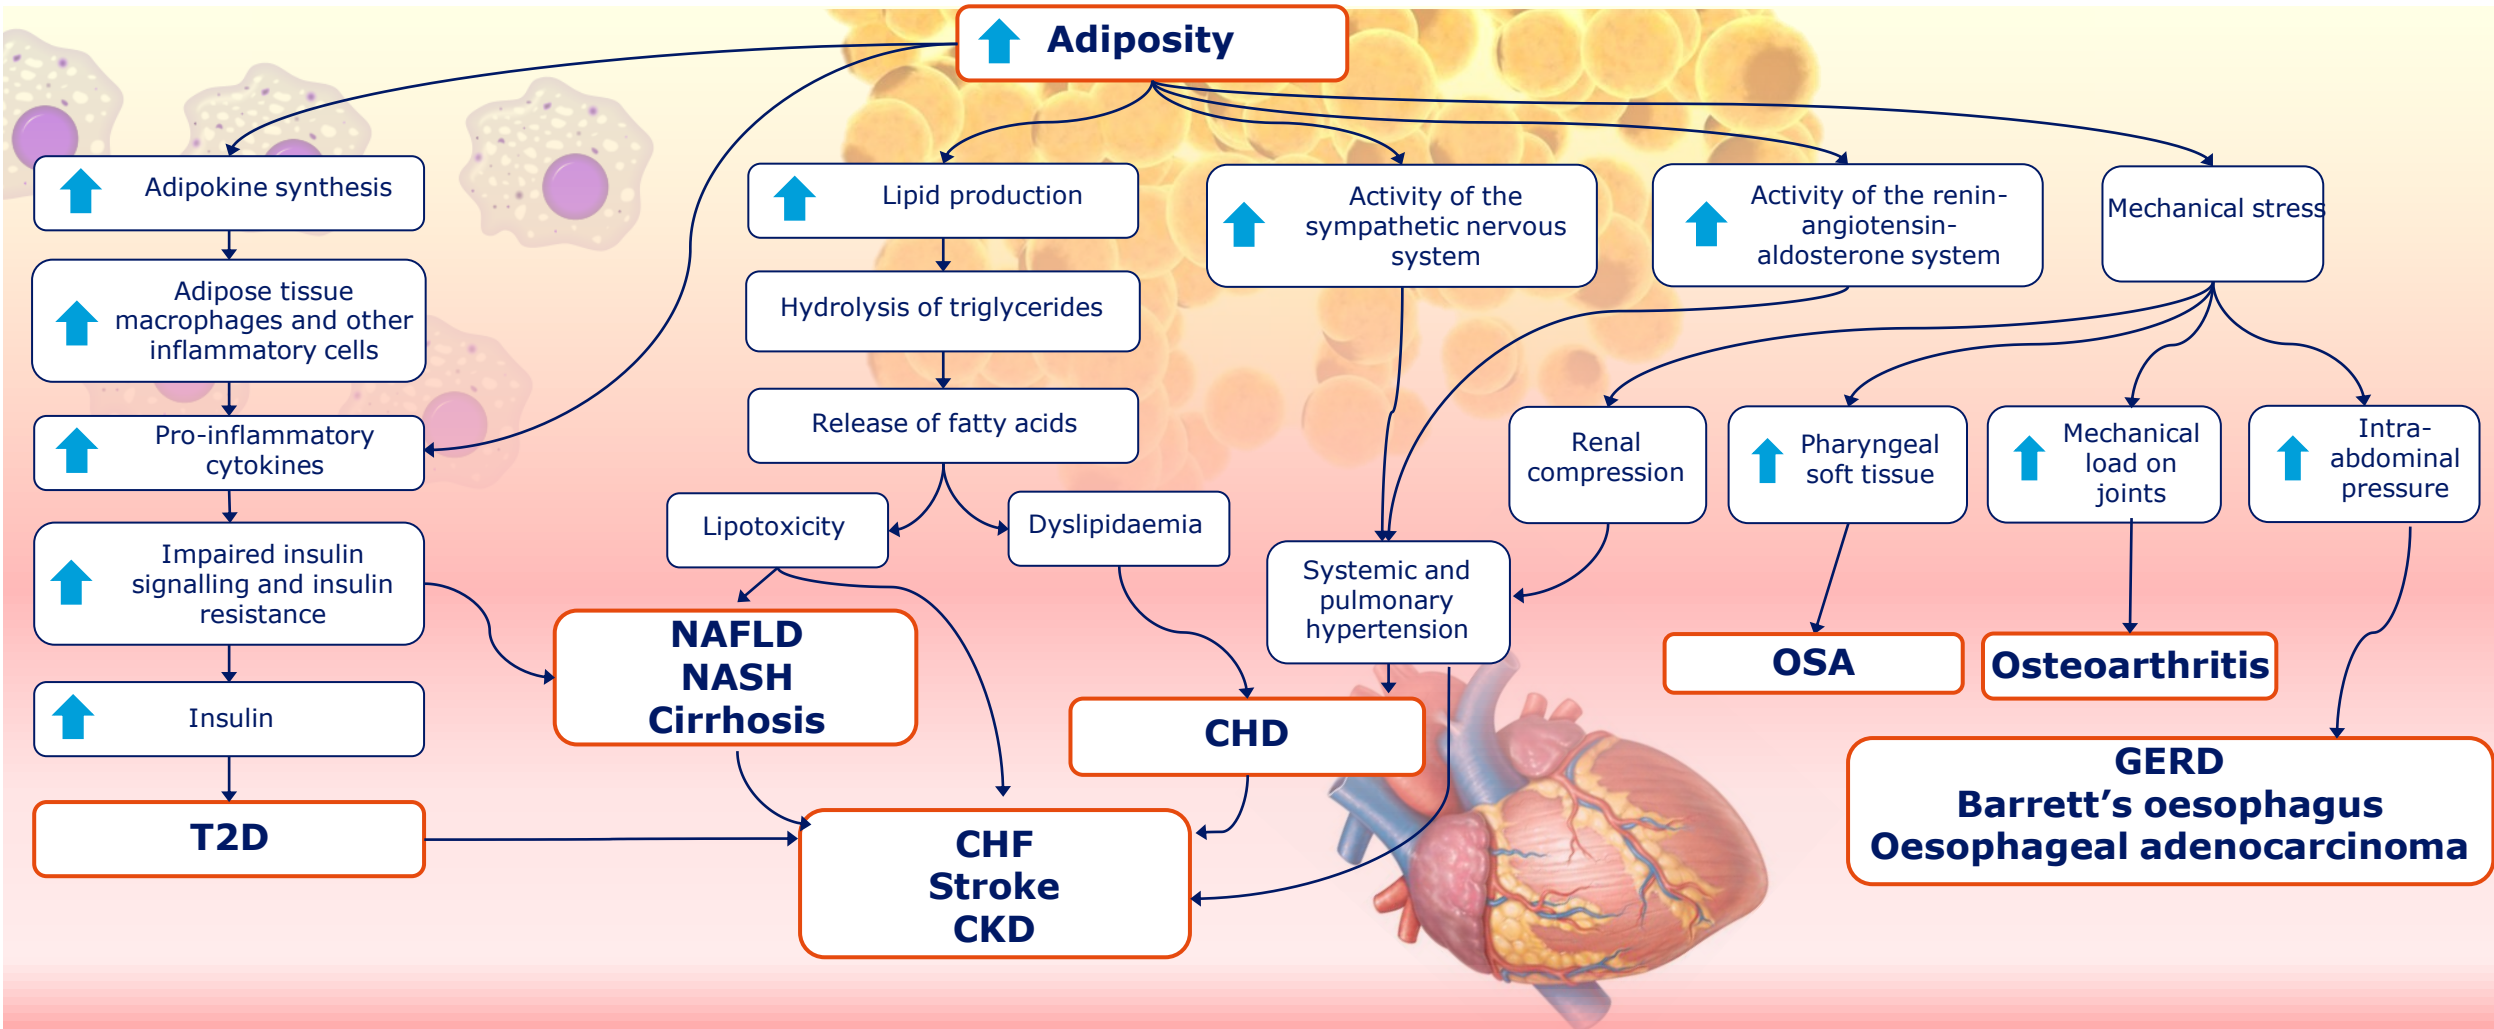 Adiposity
Adipokine synthesis
Adipose tissue
macrophages and other
inflammatory cells
Pro-inflammatory
cytokines
Impaired insulin
signalling and insulin
resistance
Insulin
T2D
Lipid production
Hydrolysis of triglycerides
Release of fatty acids
Lipotoxicity
Dyslipidaemia
NAFLD
NASH
Cirrhosis
CHD
CHF
Stroke
CKD
Activity of the
sympathetic nervous
system
Activity of the renin-
angiotensin-
aldosterone system
Systemic and
pulmonary
hypertension
Mechanical stress
Renal
compression
Pharyngeal
soft tissue
Mechanical
load on
joints
Intra-
abdominal
pressure
OSA
Osteoarthritis
GERD
Barrett’s oesophagus
Oesophageal adenocarcinoma